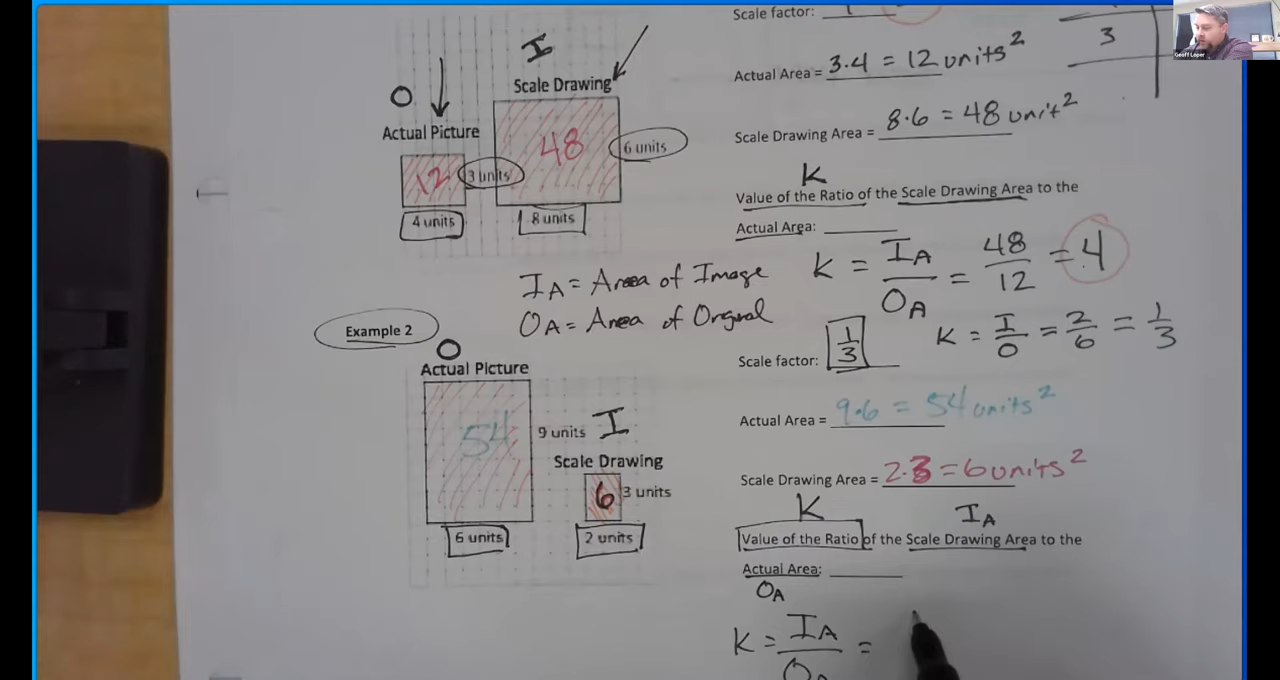 Scale factor:
3
I
Actual Area = 3·4 = 12 units²
Scale Drawing
O
Actual Picture
48
6 units
Scale Drawing Area = 8·6 = 48 unit²
12
3 units
K
Value of the Ratio of the Scale Drawing Area to the
4 units
8 units
Actual Area:
K = IA/OA = 48/12 = 4
IA = Area of Image
OA = Area of Orginal
Example 2
Scale factor: 1/3
K = I/O = 2/6 = 1/3
O
Actual Picture
54
9 units
I
Actual Area = 9·6 = 54 units²
Scale Drawing
6
3 units
Scale Drawing Area = 2·3 = 6 units²
K
IA
6 units
2 units
Value of the Ratio of the Scale Drawing Area to the
Actual Area:
OA
K = IA/OA =
Geoff Loper